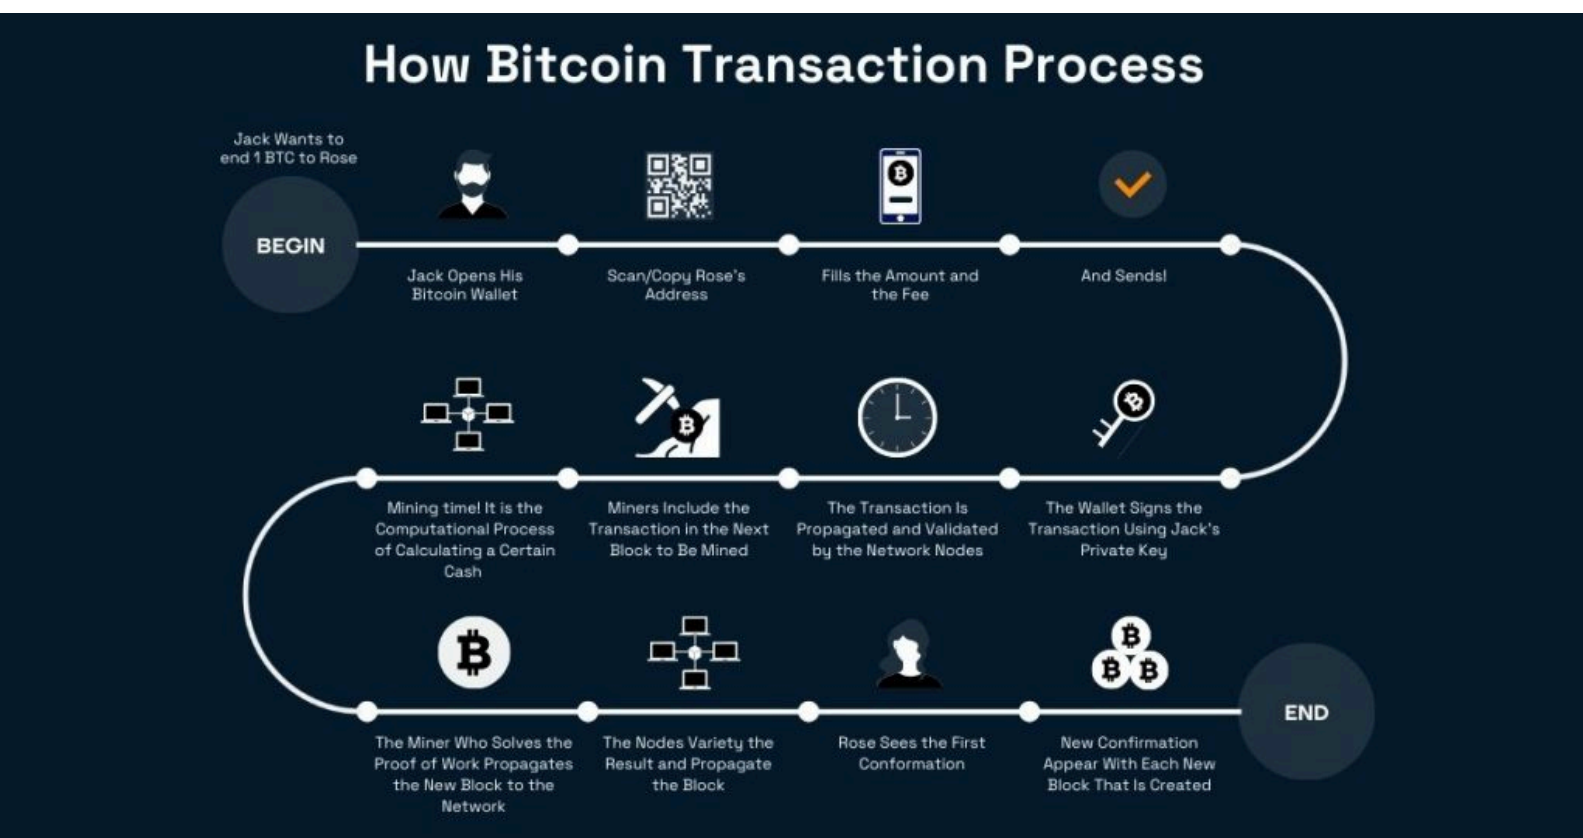 How Bitcoin Transaction Process
Jack Wants to
end 1 BTC to Rose
BEGIN
Jack Opens His
Bitcoin Wallet
Scan/Copy Rose's
Address
Fills the Amount and
the Fee
And Sends!
The Wallet Signs the
Transaction Using Jack's
Private Key
The Transaction Is
Propagated and Validated
by the Network Nodes
Miners Include the
Transaction in the Next
Block to Be Mined
Mining time! It is the
Computational Process
of Calculating a Certain
Cash
The Miner Who Solves the
Proof of Work Propagates
the New Block to the
Network
The Nodes Variety the
Result and Propagate
the Block
Rose Sees the First
Conformation
New Confirmation
Appear With Each New
Block That Is Created
END